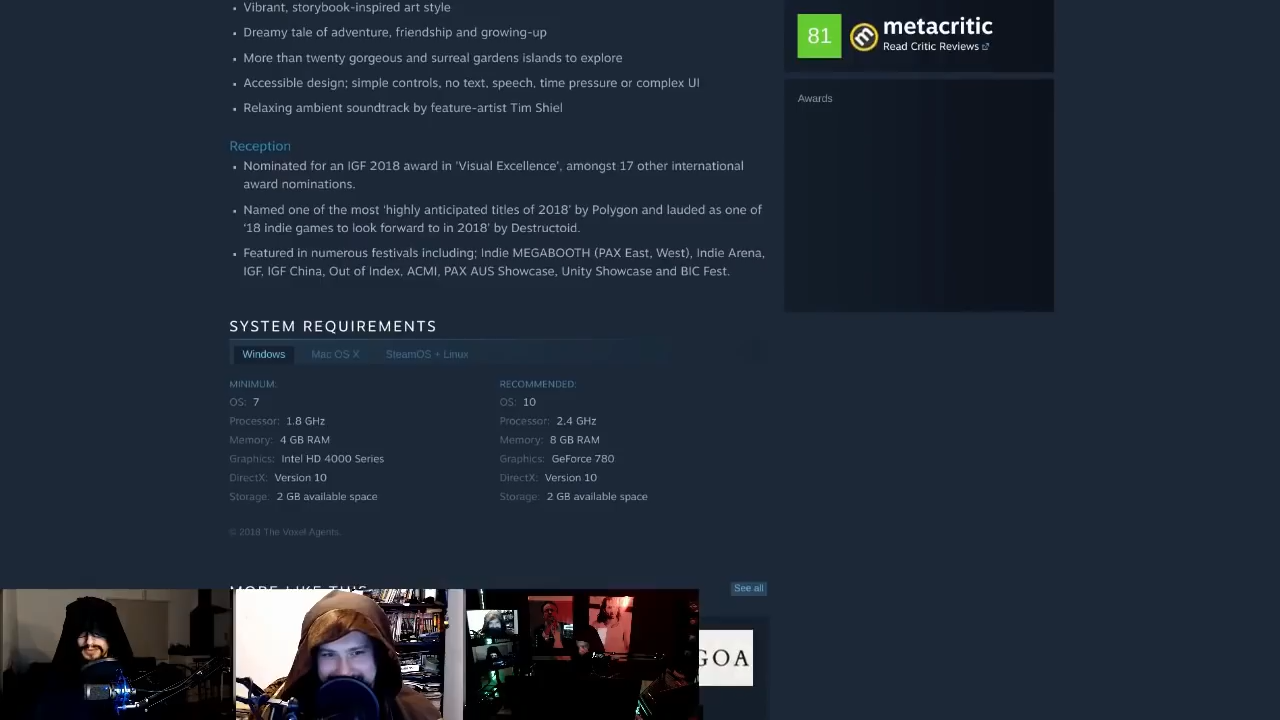 Vibrant, storybook-inspired art style
Dreamy tale of adventure, friendship and growing-up
More than twenty gorgeous and surreal gardens islands to explore
Accessible design; simple controls, no text, speech, time pressure or complex UI
Relaxing ambient soundtrack by feature-artist Tim Shiel
Reception
Nominated for an IGF 2018 award in 'Visual Excellence', amongst 17 other international
award nominations.
Named one of the most 'highly anticipated titles of 2018' by Polygon and lauded as one of
'18 indie games to look forward to in 2018' by Destructoid.
Featured in numerous festivals including; Indie MEGABOOTH (PAX East, West), Indie Arena,
IGF, IGF China, Out of Index. ACMI, PAX AUS Showcase, Unity Showcase and BIC Fest.
SYSTEM REQUIREMENTS
Windows Mac OS X SteamOS + Linux
MINIMUM:
OS: 7
Processor: 1.8 GHz
Memory: 4 GB RAM
Graphics: Intel HD 4000 Series
DirectX: Version 10
Storage: 2 GB available space
RECOMMENDED:
OS: 10
Processor: 2.4 GHz
Memory: 8 GB RAM
Graphics: GeForce 780
DirectX: Version 10
Storage: 2 GB available space
© 2018 The Voxel Agents.
MORE LIKE THIS
See all
GOA
81
metacritic
Read Critic Reviews
Awards